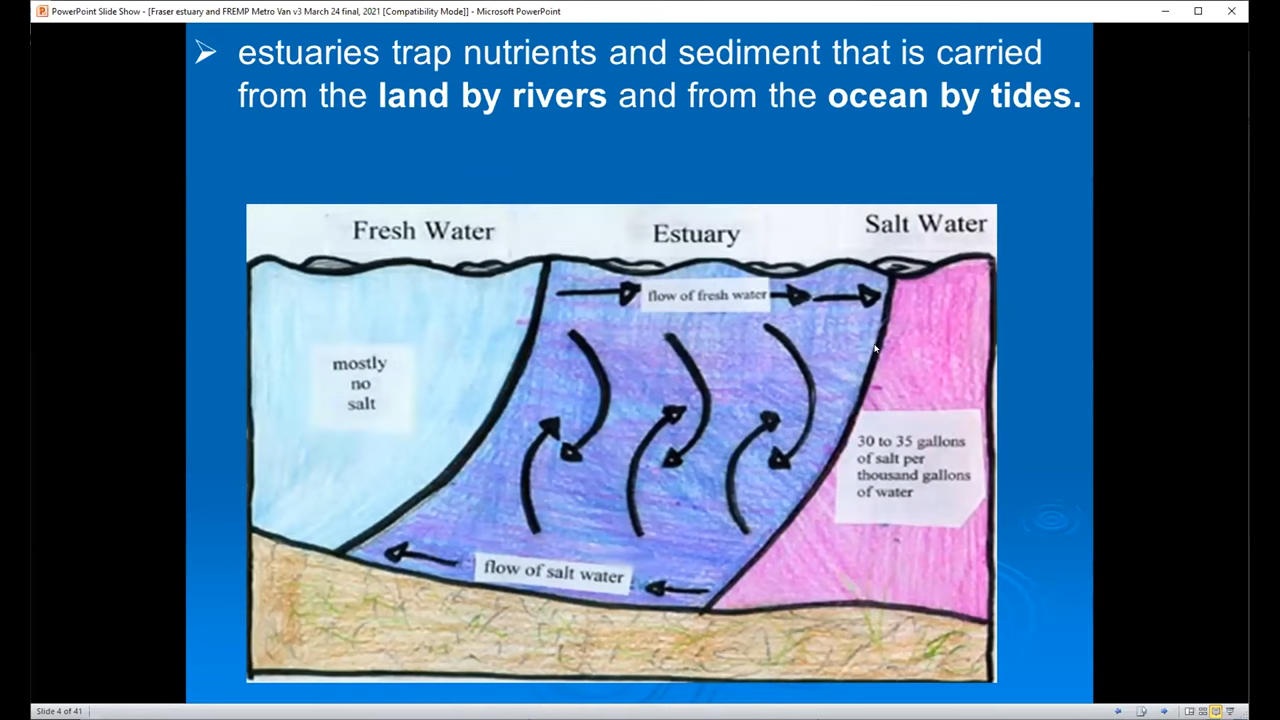 PowerPoint Slide Show - [Fraser estuary and FREMP Metro Van v3 March 24 final, 2021 [Compatibility Mode]] - Microsoft PowerPoint
estuaries trap nutrients and sediment that is carried
from the land by rivers and from the ocean by tides.
Fresh Water
Estuary
Salt Water
flow of fresh water
mostly
no
salt
30 to 35 gallons
of salt per
thousand gallons
of water
flow of salt water
Slide 4 of 41